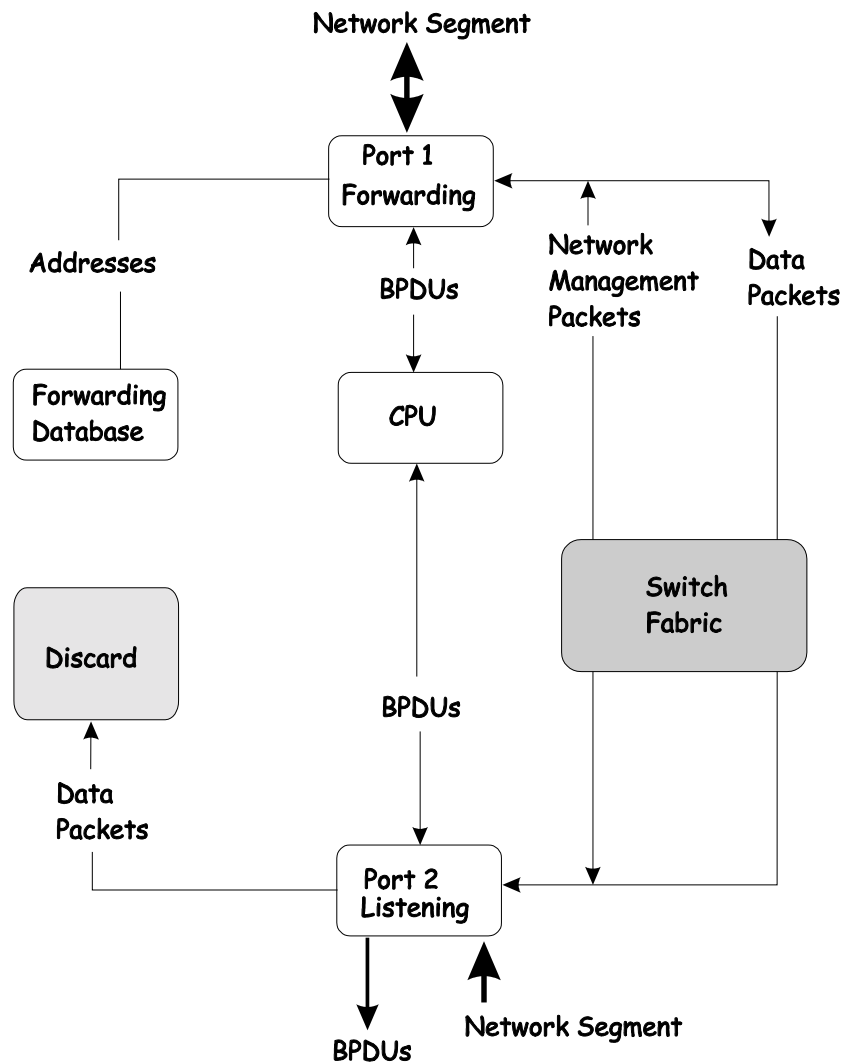 Network Segment
Port 1
Forwarding
Addresses
BPDUs
Network
Management
Packets
Data
Packets
Forwarding
Database
CPU
Switch
Fabric
Discard
BPDUs
Data
Packets
Port 2
Listening
Network Segment
BPDUs